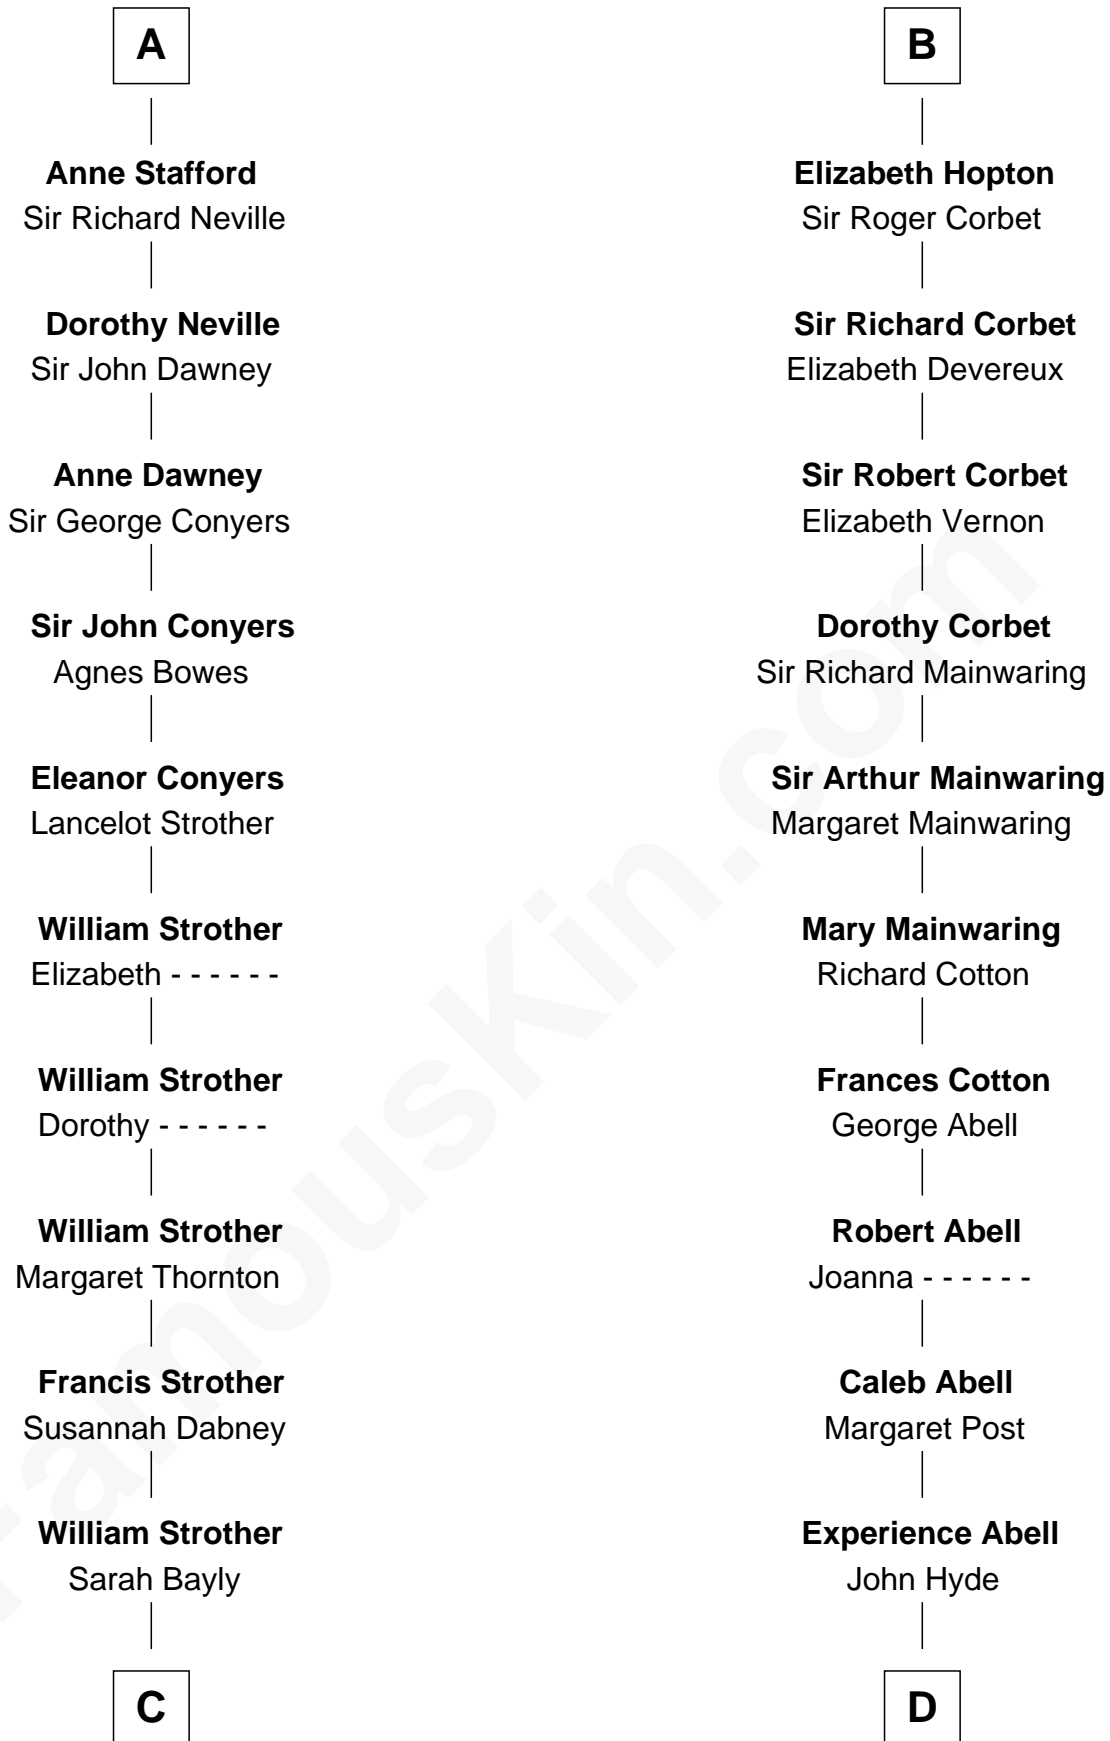 A
Anne Stafford
Sir Richard Neville
Dorothy Neville
Sir John Dawney
Anne Dawney
Sir George Conyers
Sir John Conyers
Agnes Bowes
Eleanor Conyers
Lancelot Strother
William Strother
Elizabeth - - - - - -
William Strother
Dorothy - - - - - -
William Strother
Margaret Thornton
Francis Strother
Susannah Dabney
William Strother
Sarah Bayly
C
B
Elizabeth Hopton
Sir Roger Corbet
Sir Richard Corbet
Elizabeth Devereux
Sir Robert Corbet
Elizabeth Vernon
Dorothy Corbet
Sir Richard Mainwaring
Sir Arthur Mainwaring
Margaret Mainwaring
Mary Mainwaring
Richard Cotton
Frances Cotton
George Abell
Robert Abell
Joanna - - - - - -
Caleb Abell
Margaret Post
Experience Abell
John Hyde
D
FamousKin.com